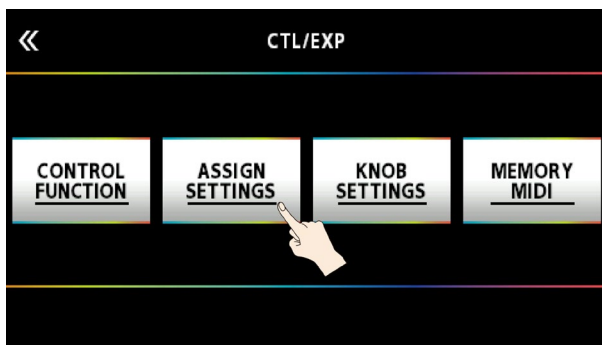 CTL/EXP
CONTROL
FUNCTION
ASSIGN
SETTINGS
KNOB
SETTINGS
MEMORY
MIDI